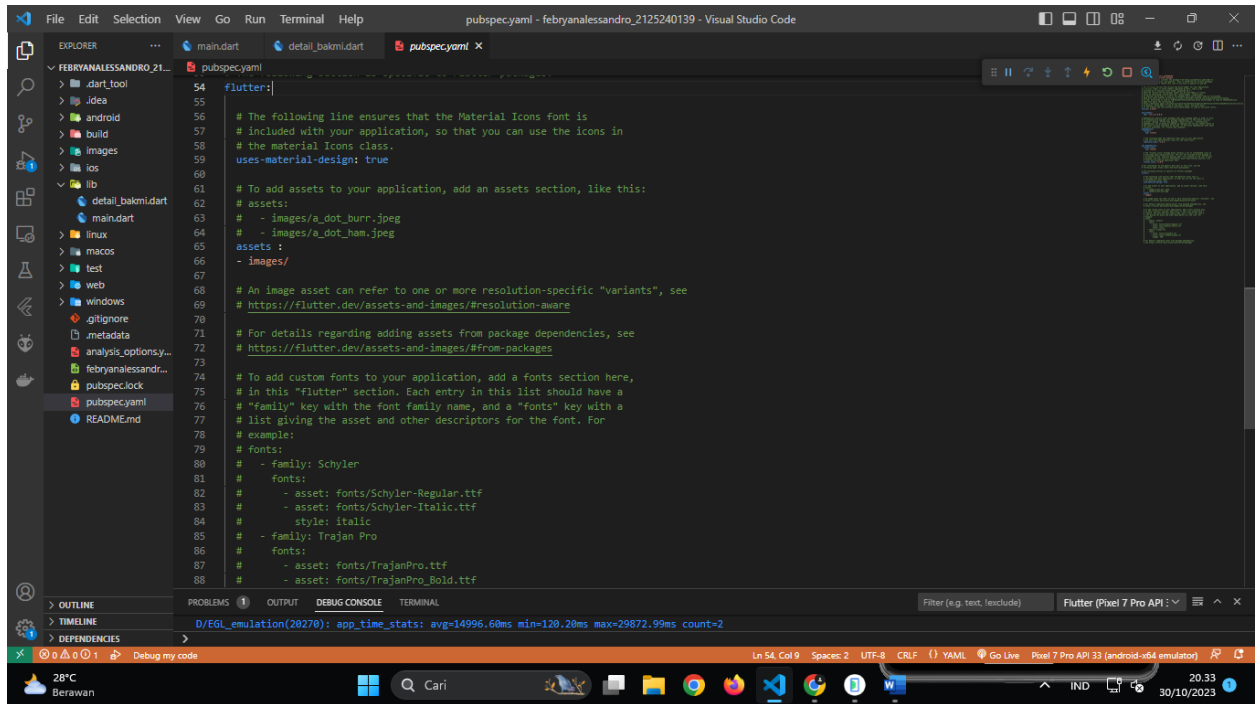 File Edit Selection View Go Run Terminal Help
pubspec.yaml - febryanalessandro_2125240139 - Visual Studio Code
EXPLORER ···
main.dart
detail_bakmi.dart
pubspec.yaml ×
FEBRYANALESSANDRO_21...
.dart_tool
.idea
android
build
images
ios
lib
detail_bakmi.dart
main.dart
linux
macos
test
web
windows
.gitignore
.metadata
analysis_options.y...
febryanalessandr...
pubspec.lock
pubspec.yaml
README.md
OUTLINE
TIMELINE
DEPENDENCIES
pubspec.yaml
54 flutter:
55
56 # The following line ensures that the Material Icons font is
57 # included with your application, so that you can use the icons in
58 # the material Icons class.
59 uses-material-design: true
60
61 # To add assets to your application, add an assets section, like this:
62 # assets:
63 #   - images/a_dot_burr.jpeg
64 #   - images/a_dot_ham.jpeg
65 assets :
66 - images/
67
68 # An image asset can refer to one or more resolution-specific "variants", see
69 # https://flutter.dev/assets-and-images/#resolution-aware
70
71 # For details regarding adding assets from package dependencies, see
72 # https://flutter.dev/assets-and-images/#from-packages
73
74 # To add custom fonts to your application, add a fonts section here,
75 # in this "flutter" section. Each entry in this list should have a
76 # "family" key with the font family name, and a "fonts" key with a
77 # list giving the asset and other descriptors for the font. For
78 # example:
79 # fonts:
80 #   - family: Schyler
81 #     fonts:
82 #       - asset: fonts/Schyler-Regular.ttf
83 #       - asset: fonts/Schyler-Italic.ttf
84 #         style: italic
85 #   - family: Trajan Pro
86 #     fonts:
87 #       - asset: fonts/TrajanPro.ttf
88 #       - asset: fonts/TrajanPro_Bold.ttf
PROBLEMS 1 OUTPUT DEBUG CONSOLE TERMINAL
Filter (e.g. text, !exclude)
Flutter (Pixel 7 Pro API
D/EGL_emulation(20270): app_time_stats: avg=14996.60ms min=120.20ms max=29872.99ms count=2
0 0 0 1 Debug my code
Ln 54, Col 9 Spaces: 2 UTF-8 CRLF {} YAML Go Live Pixel 7 Pro API 33 (android-x64 emulator)
28°C
Berawan
Cari
IND
20.33
30/10/2023
1